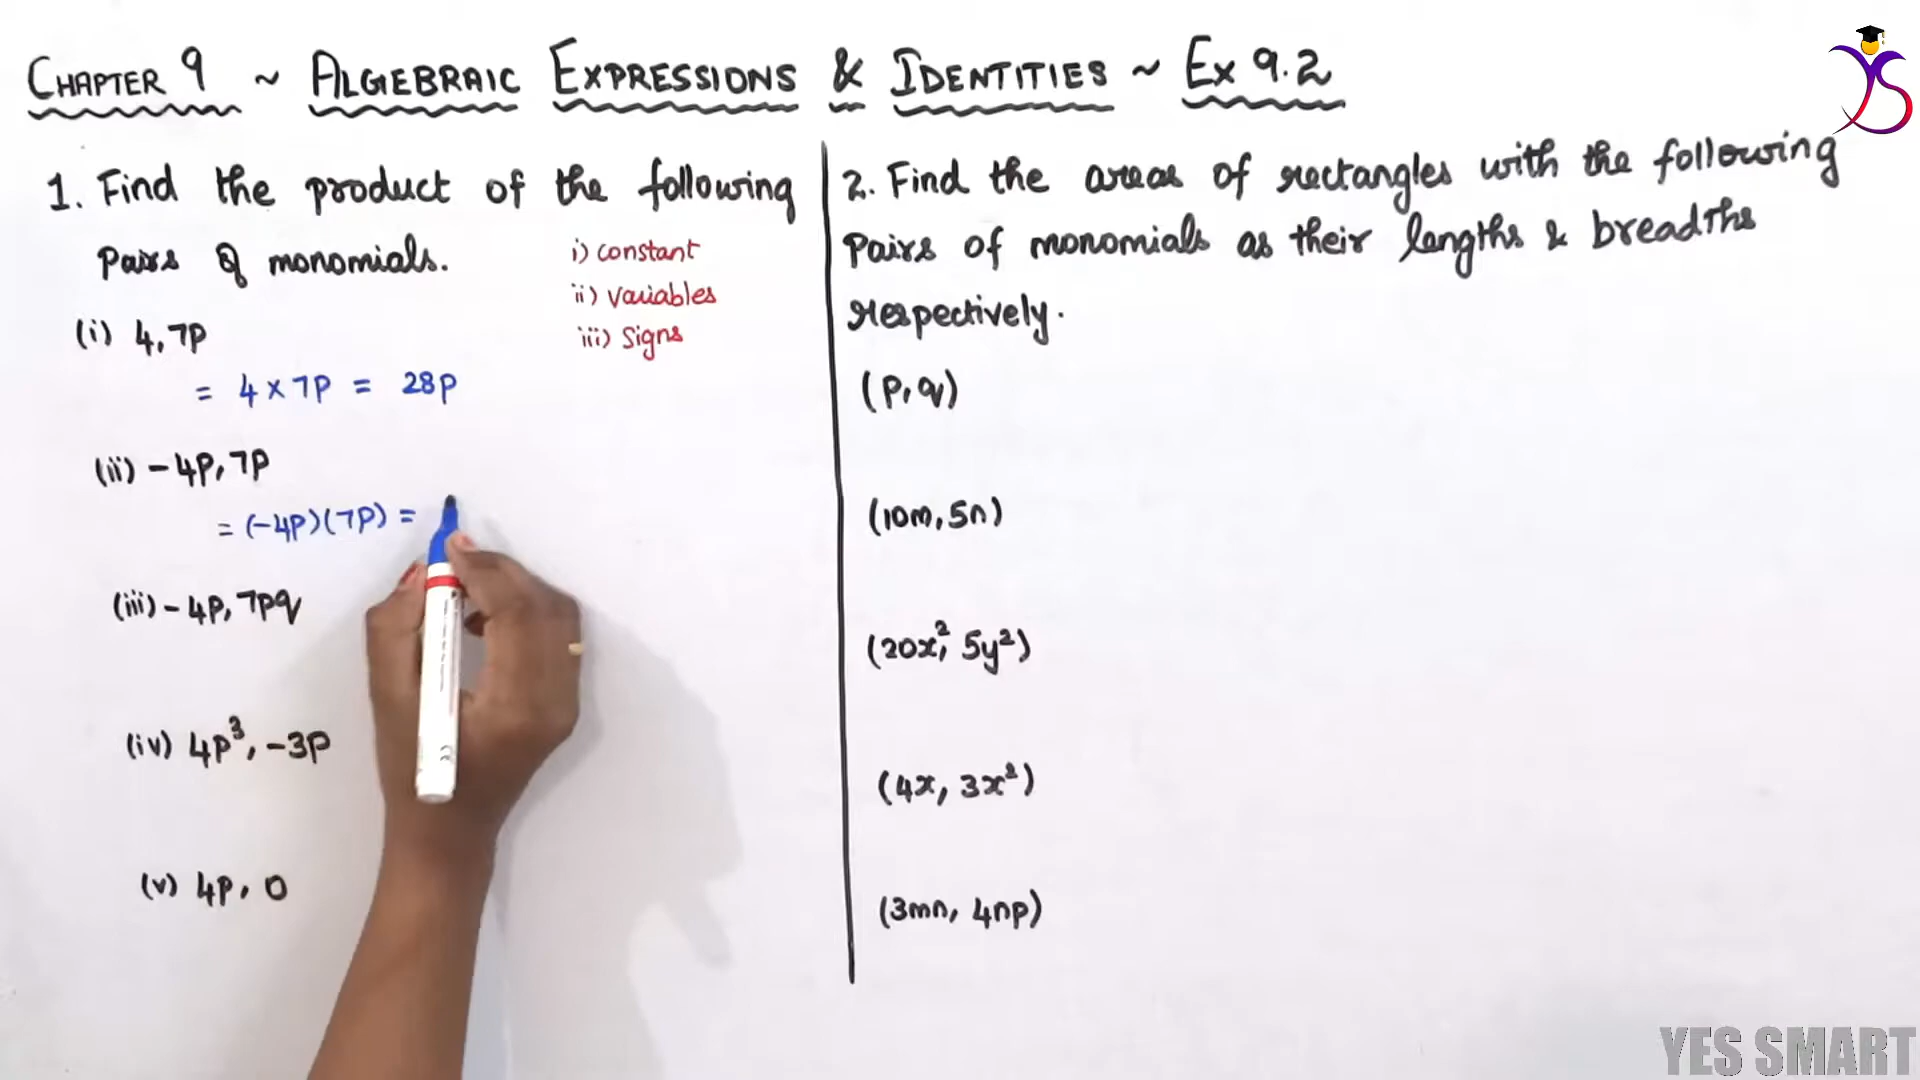 CHAPTER 9 ~ ALGEBRAIC EXPRESSIONS & IDENTITIES ~ Ex 9.2
1. Find the product of the following
pairs of monomials.
i) constant
ii) variables
iii) signs
(i) 4, 7p
= 4 × 7p = 28p
(ii) -4p, 7p
= (-4p)(7p) =
(iii) -4p, 7pq
(iv) 4p³, -3p
(v) 4p, 0
2. Find the areas of rectangles with the following
pairs of monomials as their lengths & breadths
respectively.
(p, q)
(10m, 5n)
(20x², 5y²)
(4x, 3x²)
(3mn, 4np)
YS
YES SMART